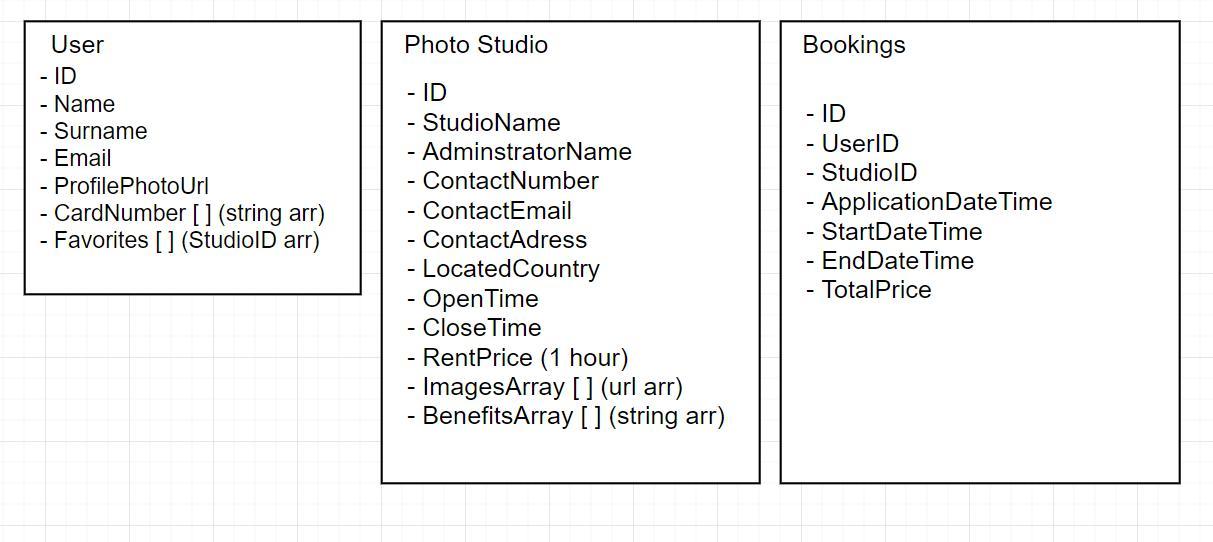 User
- ID
- Name
- Surname
- Email
- ProfilePhotoUrl
- CardNumber [ ] (string arr)
- Favorites [ ] (StudioID arr)
Photo Studio
- ID
- StudioName
- AdminstratorName
- ContactNumber
- ContactEmail
- ContactAdress
- LocatedCountry
- OpenTime
- CloseTime
- RentPrice (1 hour)
- ImagesArray [ ] (url arr)
- BenefitsArray [ ] (string arr)
Bookings
- ID
- UserID
- StudioID
- ApplicationDateTime
- StartDateTime
- EndDateTime
- TotalPrice